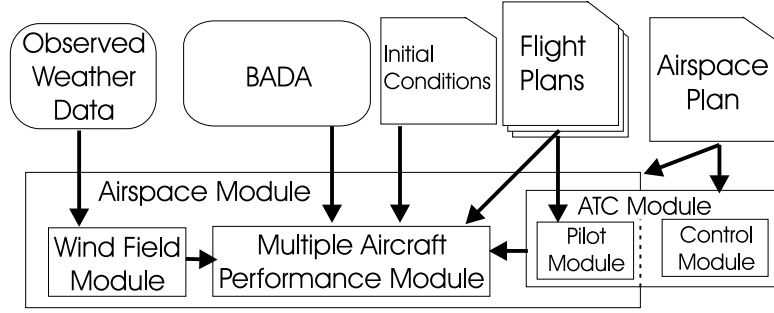 Observed
Weather
Data
BADA
Initial
Conditions
Flight
Plans
Airspace
Plan
Airspace Module
ATC Module
Wind Field
Module
Multiple Aircraft
Performance Module
Pilot
Module
Control
Module